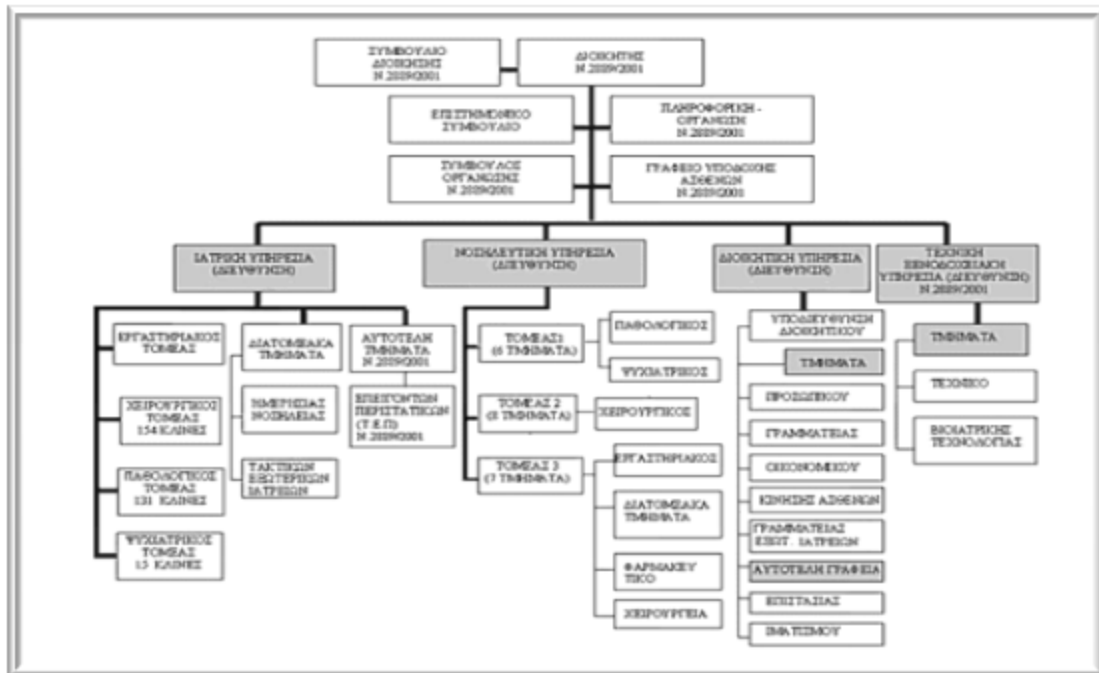 ΣΥΜΒΟΥΛΙΟ
ΔΙΟΙΚΗΣΗΣ
Ν.2889/2001
ΔΙΟΙΚΗΤΗΣ
Ν.2889/2001
ΕΠΙΣΤΗΜΟΝΙΚΟ
ΣΥΜΒΟΥΛΙΟ
ΠΛΗΡΟΦΟΡΙΚΗ -
ΟΡΓΑΝΩΣΗ
Ν.2889/2001
ΣΥΜΒΟΥΛΟΣ
ΟΡΓΑΝΩΣΗΣ
Ν.2889/2001
ΓΡΑΦΕΙΟ ΥΠΟΔΟΧΗΣ
ΑΣΘΕΝΩΝ
Ν.2889/2001
ΙΑΤΡΙΚΗ ΥΠΗΡΕΣΙΑ
(ΔΙΕΥΘΥΝΣΗ)
ΝΟΣΗΛΕΥΤΙΚΗ ΥΠΗΡΕΣΙΑ
(ΔΙΕΥΘΥΝΣΗ)
ΔΙΟΙΚΗΤΙΚΗ ΥΠΗΡΕΣΙΑ
(ΔΙΕΥΘΥΝΣΗ)
ΤΕΧΝΙΚΗ
ΞΕΝΟΔΟΧΕΙΑΚΗ
ΥΠΗΡΕΣΙΑ (ΔΙΕΥΘΥΝΣΗ)
Ν.2889/2001
ΕΡΓΑΣΤΗΡΙΑΚΟΣ
ΤΟΜΕΑΣ
ΧΕΙΡΟΥΡΓΙΚΟΣ
ΤΟΜΕΑΣ
154 ΚΛΙΝΕΣ
ΠΑΘΟΛΟΓΙΚΟΣ
ΤΟΜΕΑΣ
131 ΚΛΙΝΕΣ
ΨΥΧΙΑΤΡΙΚΟΣ
ΤΟΜΕΑΣ
15 ΚΛΙΝΕΣ
ΔΙΑΤΟΜΕΑΚΑ
ΤΜΗΜΑΤΑ
ΗΜΕΡΗΣΙΑΣ
ΝΟΣΗΛΕΙΑΣ
ΤΑΚΤΙΚΩΝ
ΕΞΩΤΕΡΙΚΩΝ
ΙΑΤΡΕΙΩΝ
ΑΥΤΟΤΕΛΗ
ΤΜΗΜΑΤΑ
Ν.2889/2001
ΕΠΕΙΓΟΝΤΩΝ
ΠΕΡΙΣΤΑΤΙΚΩΝ
(Τ.Ε.Π)
Ν.2889/2001
ΤΟΜΕΑΣ1
(6 ΤΜΗΜΑΤΑ)
ΠΑΘΟΛΟΓΙΚΟΣ
ΨΥΧΙΑΤΡΙΚΟΣ
ΤΟΜΕΑΣ 2
(8 ΤΜΗΜΑΤΑ)
ΧΕΙΡΟΥΡΓΙΚΟΣ
ΤΟΜΕΑΣ 3
(7 ΤΜΗΜΑΤΑ)
ΕΡΓΑΣΤΗΡΙΑΚΟΣ
ΔΙΑΤΟΜΕΑΚΑ
ΤΜΗΜΑΤΑ
ΦΑΡΜΑΚΕΥ
ΤΙΚΟ
ΧΕΙΡΟΥΡΓΕΙΑ
ΥΠΟΔΙΕΥΘΥΝΣΗ
ΔΙΟΙΚΗΤΙΚΟΥ
ΤΜΗΜΑΤΑ
ΠΡΟΣΩΠΙΚΟΥ
ΓΡΑΜΜΑΤΕΙΑΣ
ΟΙΚΟΝΟΜΙΚΟΥ
ΚΙΝΗΣΗΣ ΑΣΘΕΝΩΝ
ΓΡΑΜΜΑΤΕΙΑΣ
ΕΞΩΤ. ΙΑΤΡΕΙΩΝ
ΑΥΤΟΤΕΛΗ ΓΡΑΦΕΙΑ
ΕΠΙΣΤΑΣΙΑΣ
ΙΜΑΤΙΣΜΟΥ
ΤΜΗΜΑΤΑ
ΤΕΧΝΙΚΟ
ΒΙΟΙΑΤΡΙΚΗΣ
ΤΕΧΝΟΛΟΓΙΑΣ